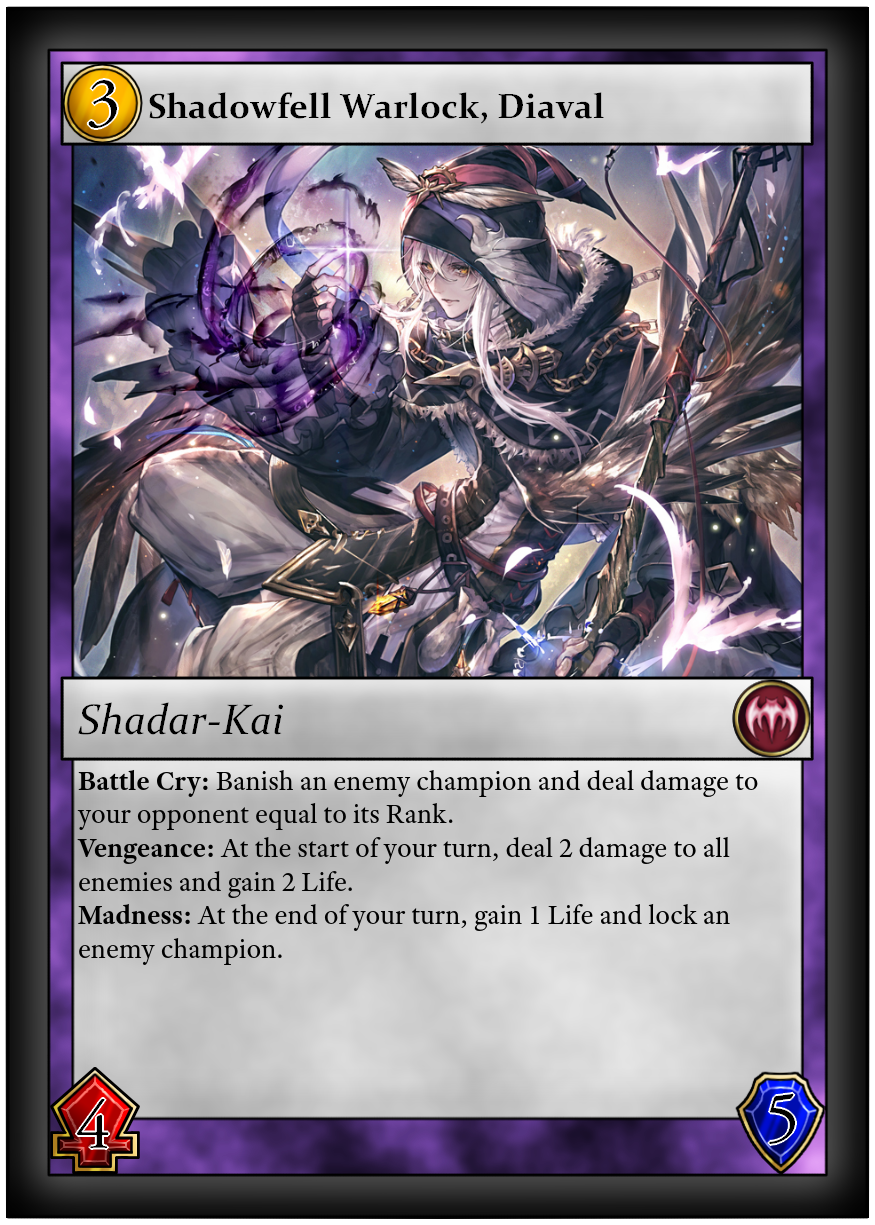 3
Shadowfell Warlock, Diaval
Shadar-Kai
Battle Cry: Banish an enemy champion and deal damage to
your opponent equal to its Rank.
Vengeance: At the start of your turn, deal 2 damage to all
enemies and gain 2 Life.
Madness: At the end of your turn, gain 1 Life and lock an
enemy champion.
4
5